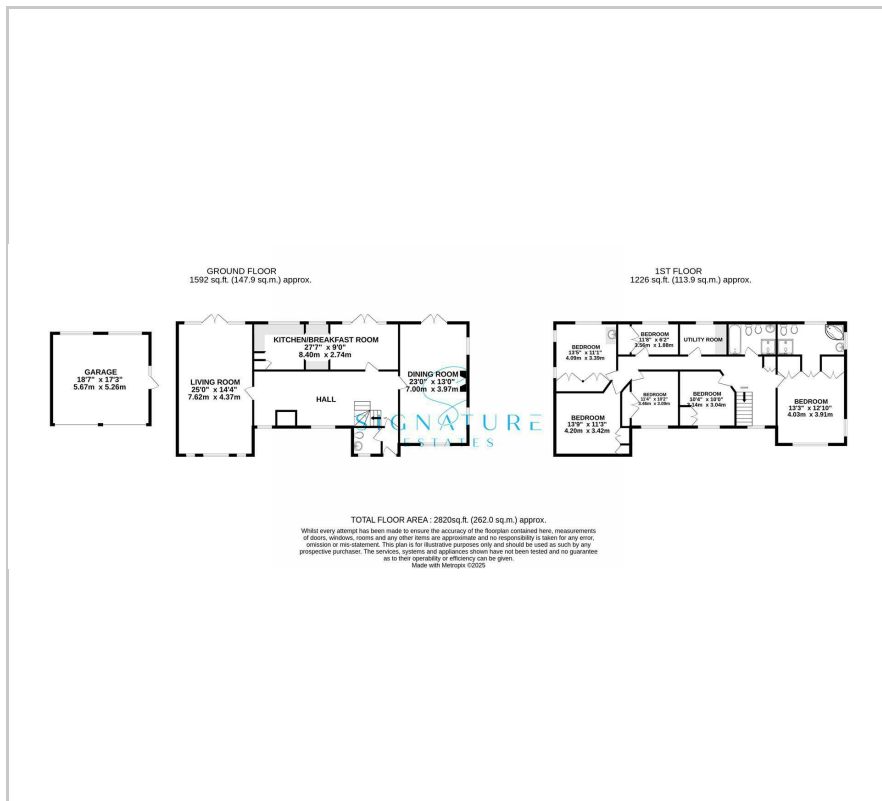 GROUND FLOOR
1592 sq.ft. (147.9 sq.m.) approx.
GARAGE
18'7" x 17'3"
5.67m x 5.26m
LIVING ROOM
25'0" x 14'4"
7.62m x 4.37m
KITCHEN/BREAKFAST ROOM
27'7" x 9'0"
8.40m x 2.74m
HALL
DINING ROOM
23'0" x 13'0"
7.00m x 3.97m
SIGNATURE
ESTATES
1ST FLOOR
1226 sq.ft. (113.9 sq.m.) approx.
BEDROOM
13'5" x 11'1"
4.09m x 3.39m
BEDROOM
11'8" x 6'2"
3.56m x 1.88m
UTILITY ROOM
BEDROOM
13'9" x 11'3"
4.20m x 3.42m
BEDROOM
BEDROOM
10'4" x 10'0"
3.14m x 3.04m
BEDROOM
13'3" x 12'10"
4.03m x 3.91m
TOTAL FLOOR AREA : 2820sq.ft. (262.0 sq.m.) approx.
Whilst every attempt has been made to ensure the accuracy of the floorplan contained here, measurements
of doors, windows, rooms and any other items are approximate and no responsibility is taken for any error,
omission or mis-statement. This plan is for illustrative purposes only and should be used as such by any
prospective purchaser. The services, systems and appliances shown have not been tested and no guarantee
as to their operability or efficiency can be given.
Made with Metropix ©2025